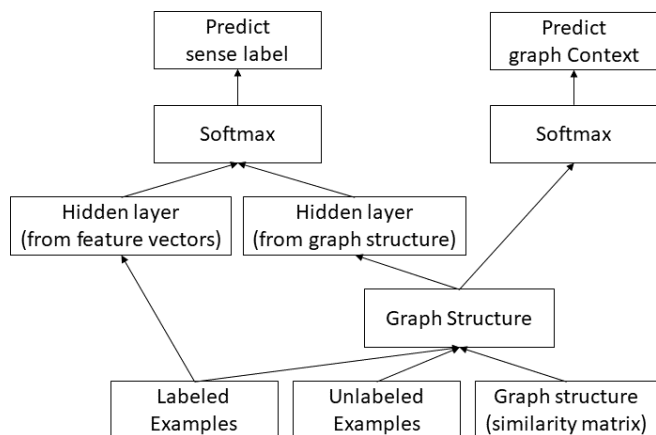 Predict
sense label
Predict
graph Context
Softmax
Softmax
Hidden layer
(from feature vectors)
Hidden layer
(from graph structure)
Graph Structure
Labeled
Examples
Unlabeled
Examples
Graph structure
(similarity matrix)